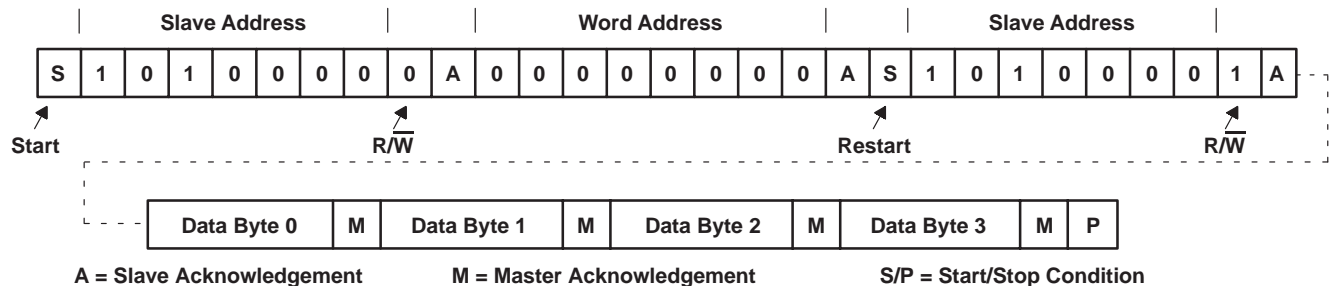 Slave Address Word Address Slave Address
S 1 0 1 0 0 0 0 0 A 0 0 0 0 0 0 0 0 A S 1 0 1 0 0 0 0 1 A
Start R/W̅ Restart R/W̅
Data Byte 0 M Data Byte 1 M Data Byte 2 M Data Byte 3 M P
A = Slave Acknowledgement M = Master Acknowledgement S/P = Start/Stop Condition